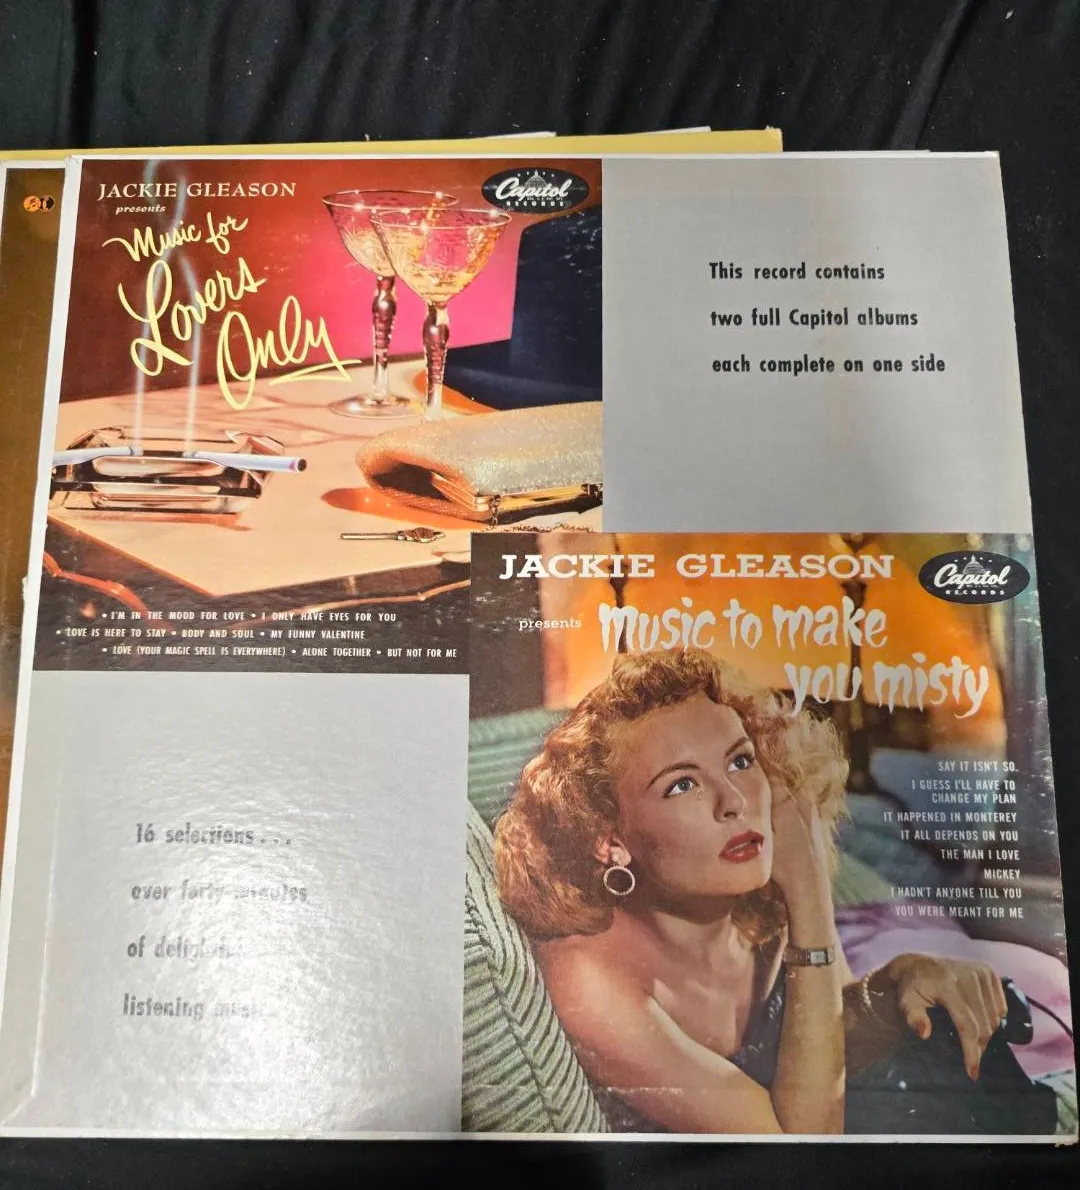 JACKIE GLEASON
presents
Music for
Lovers
Only
Capitol
RECORDS
• I'M IN THE MOOD FOR LOVE • I ONLY HAVE EYES FOR YOU
• LOVE IS HERE TO STAY • BODY AND SOUL • MY FUNNY VALENTINE
• LOVE (YOUR MAGIC SPELL IS EVERYWHERE) • ALONE TOGETHER • BUT NOT FOR ME
This record contains
two full Capitol albums
each complete on one side
JACKIE GLEASON
presents
music to make
you misty
Capitol
RECORDS
SAY IT ISN'T SO
I GUESS I'LL HAVE TO
CHANGE MY PLAN
IT HAPPENED IN MONTEREY
IT ALL DEPENDS ON YOU
THE MAN I LOVE
MICKEY
I HADN'T ANYONE TILL YOU
YOU WERE MEANT FOR ME
16 selections...
over forty minutes
of
listening